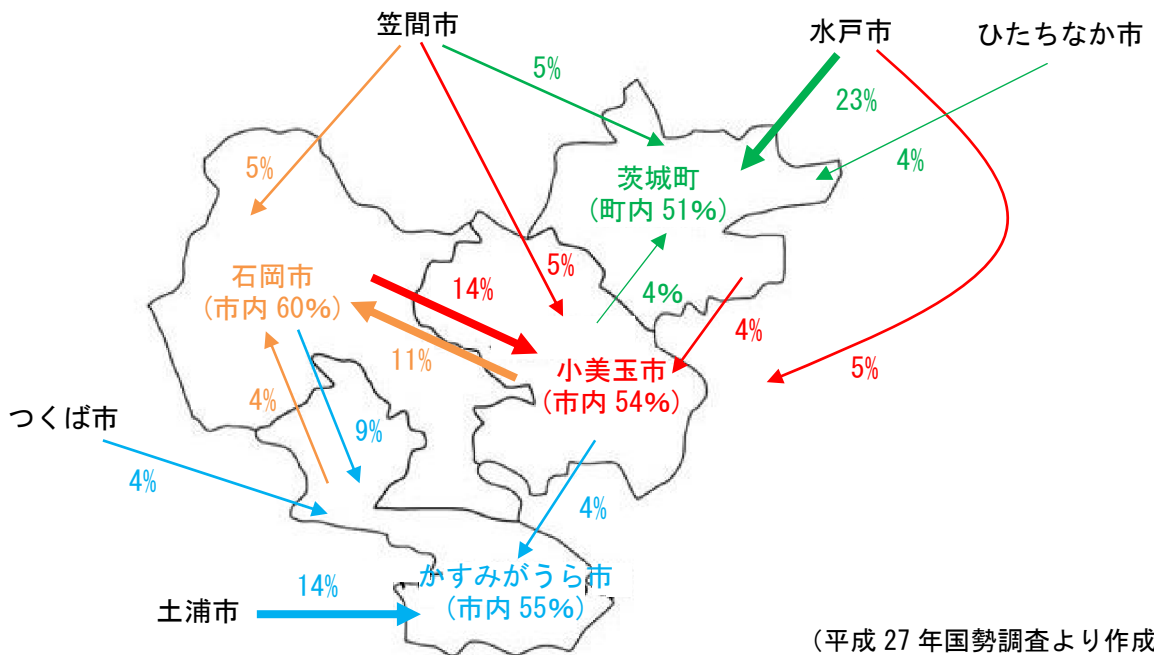 笠間市
水戸市
ひたちなか市
5%
23%
5%
4%
茨城町
(町内 51%)
石岡市
(市内 60%)
14%
5%
4%
4%
11%
小美玉市
(市内 54%)
5%
つくば市
4%
9%
4%
4%
かすみがうら市
(市内 55%)
14%
土浦市
(平成 27 年国勢調査より作成